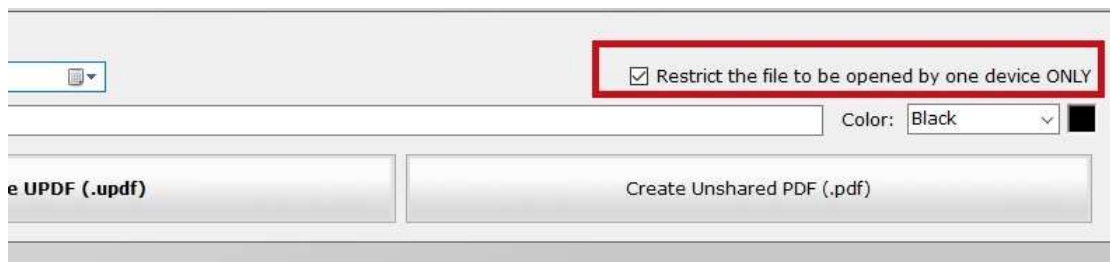 Restrict the file to be opened by one device ONLY
Color: Black
e UPDF (.updf)
Create Unshared PDF (.pdf)